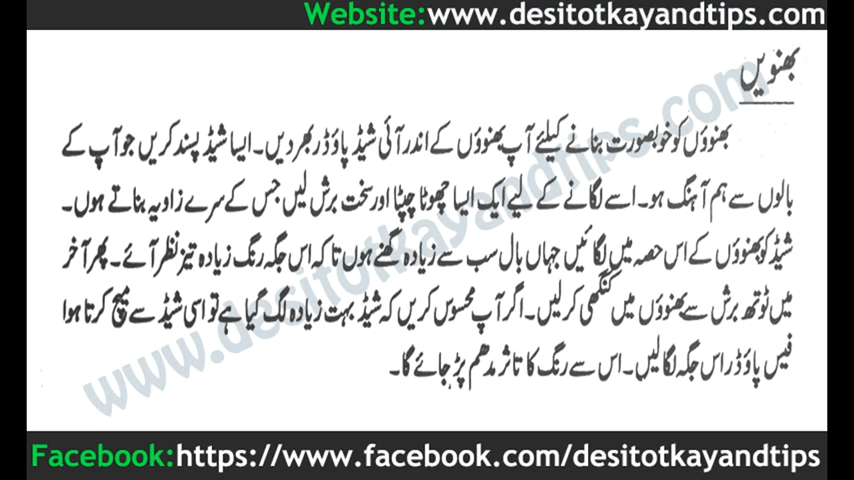 Website:www.desitotkayandtips.com
بھنویں
بھنوؤں کو خوبصورت بنانے کیلئے آپ بھنوؤں کے اندر آئی شیڈ پاؤڈر بھر دیں۔ ایسا شیڈ پسند کریں جو آپ کے
بالوں سے ہم آہنگ ہو۔ اسے لگانے کے لیے ایک ایسا چھوٹا چپٹا اور سخت برش لیں جس کے سرے زاویہ بناتے ہوں۔
شیڈ کو بھنوؤں کے اس حصہ میں لگائیں جہاں بال سب سے زیادہ گھنے ہوں تا کہ اس جگہ رنگ زیادہ تیز نظر آئے۔ پھر آخر
میں ٹوتھ برش سے بھنوؤں میں کنگھی کر لیں۔ اگر آپ محسوس کریں کہ شیڈ بہت زیادہ لگ گیا ہے تو اسی شیڈ سے میچ کرتا ہوا
فیس پاؤڈر اس جگہ لگا لیں۔ اس سے رنگ کا تاثر مدھم پڑ جائے گا۔
www.desitotkayandtips.com
Facebook:https://www.facebook.com/desitotkayandtips